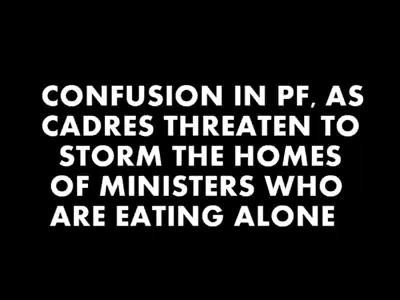 CONFUSION IN PF, AS
CADRES THREATEN TO
STORM THE HOMES
OF MINISTERS WHO
ARE EATING ALONE